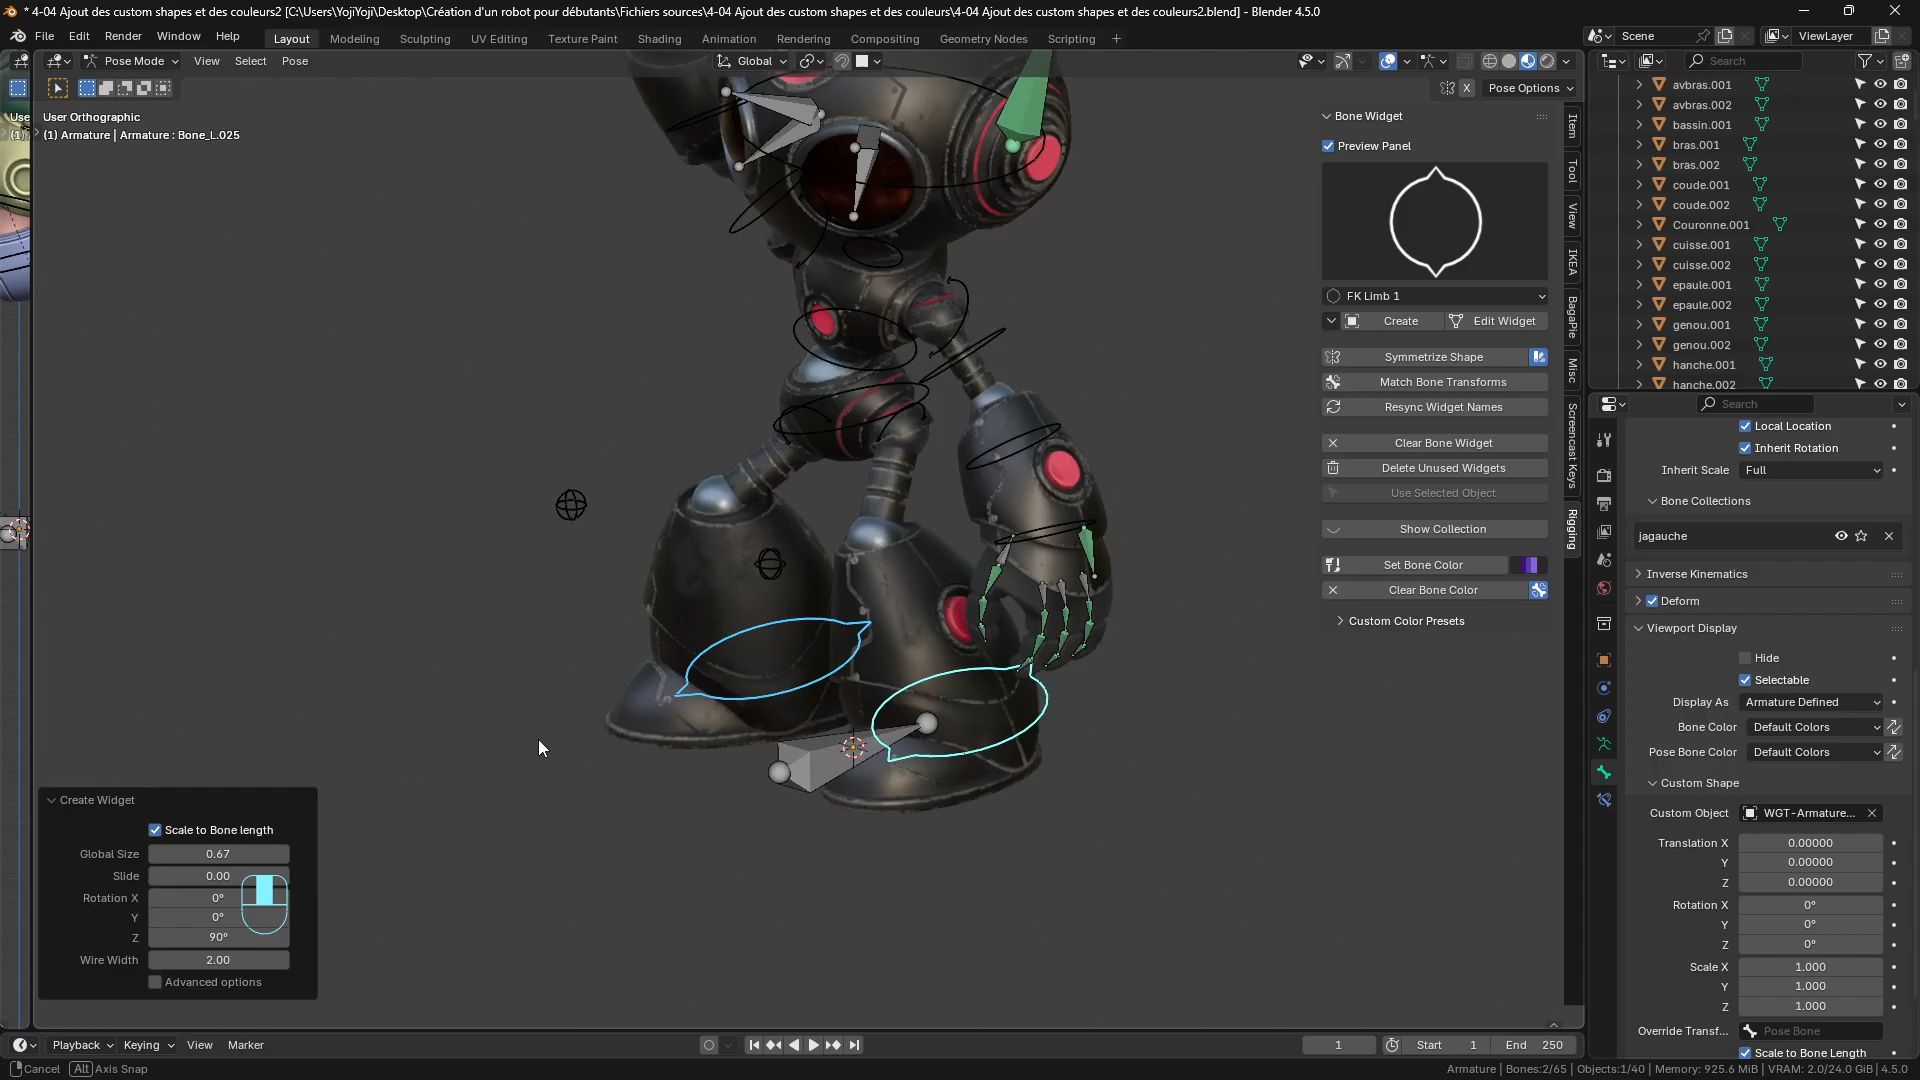 * 4-04 Ajout des custom shapes et des couleurs2 [C:\Users\YojiYoji\Desktop\Création d'un robot pour débutants\Fichiers sources\4-04 Ajout des custom shapes et des couleurs\4-04 Ajout des custom shapes et des couleurs2.blend] - Blender 4.5.0
File Edit Render Window Help Layout Modeling Sculpting UV Editing Texture Paint Shading Animation Rendering Compositing Geometry Nodes Scripting + Scene ViewLayer
Pose Mode View Select Pose Global Search
X Pose Options
Use
(1)
User Orthographic
(1) Armature | Armature : Bone_L.025
Bone Widget
Preview Panel
FK Limb 1
Create Edit Widget
Symmetrize Shape
Match Bone Transforms
Resync Widget Names
Clear Bone Widget
Delete Unused Widgets
Use Selected Object
Show Collection
Set Bone Color
Clear Bone Color
Custom Color Presets
Item
Tool
View
IKEA
BagaPie
Misc
Screencast Keys
Rigging
avbras.001
avbras.002
bassin.001
bras.001
bras.002
coude.001
coude.002
Couronne.001
cuisse.001
cuisse.002
epaule.001
epaule.002
genou.001
genou.002
hanche.001
hanche.002
Search
Local Location
Inherit Rotation
Inherit Scale Full
Bone Collections
jagauche
Inverse Kinematics
Deform
Viewport Display
Hide
Selectable
Display As Armature Defined
Bone Color Default Colors
Pose Bone Color Default Colors
Custom Shape
Custom Object WGT-Armature...
Translation X 0.00000
Y 0.00000
Z 0.00000
Rotation X 0°
Y 0°
Z 0°
Scale X 1.000
Y 1.000
Z 1.000
Override Transf... Pose Bone
Scale to Bone Length
Create Widget
Scale to Bone length
Global Size 0.67
Slide 0.00
Rotation X 0°
Y 0°
Z 90°
Wire Width 2.00
Advanced options
Playback Keying View Marker 1 Start 1 End 250
Cancel Alt Axis Snap Armature | Bones:2/65 | Objects:1/40 | Memory: 925.6 MiB | VRAM: 2.0/24.0 GiB | 4.5.0